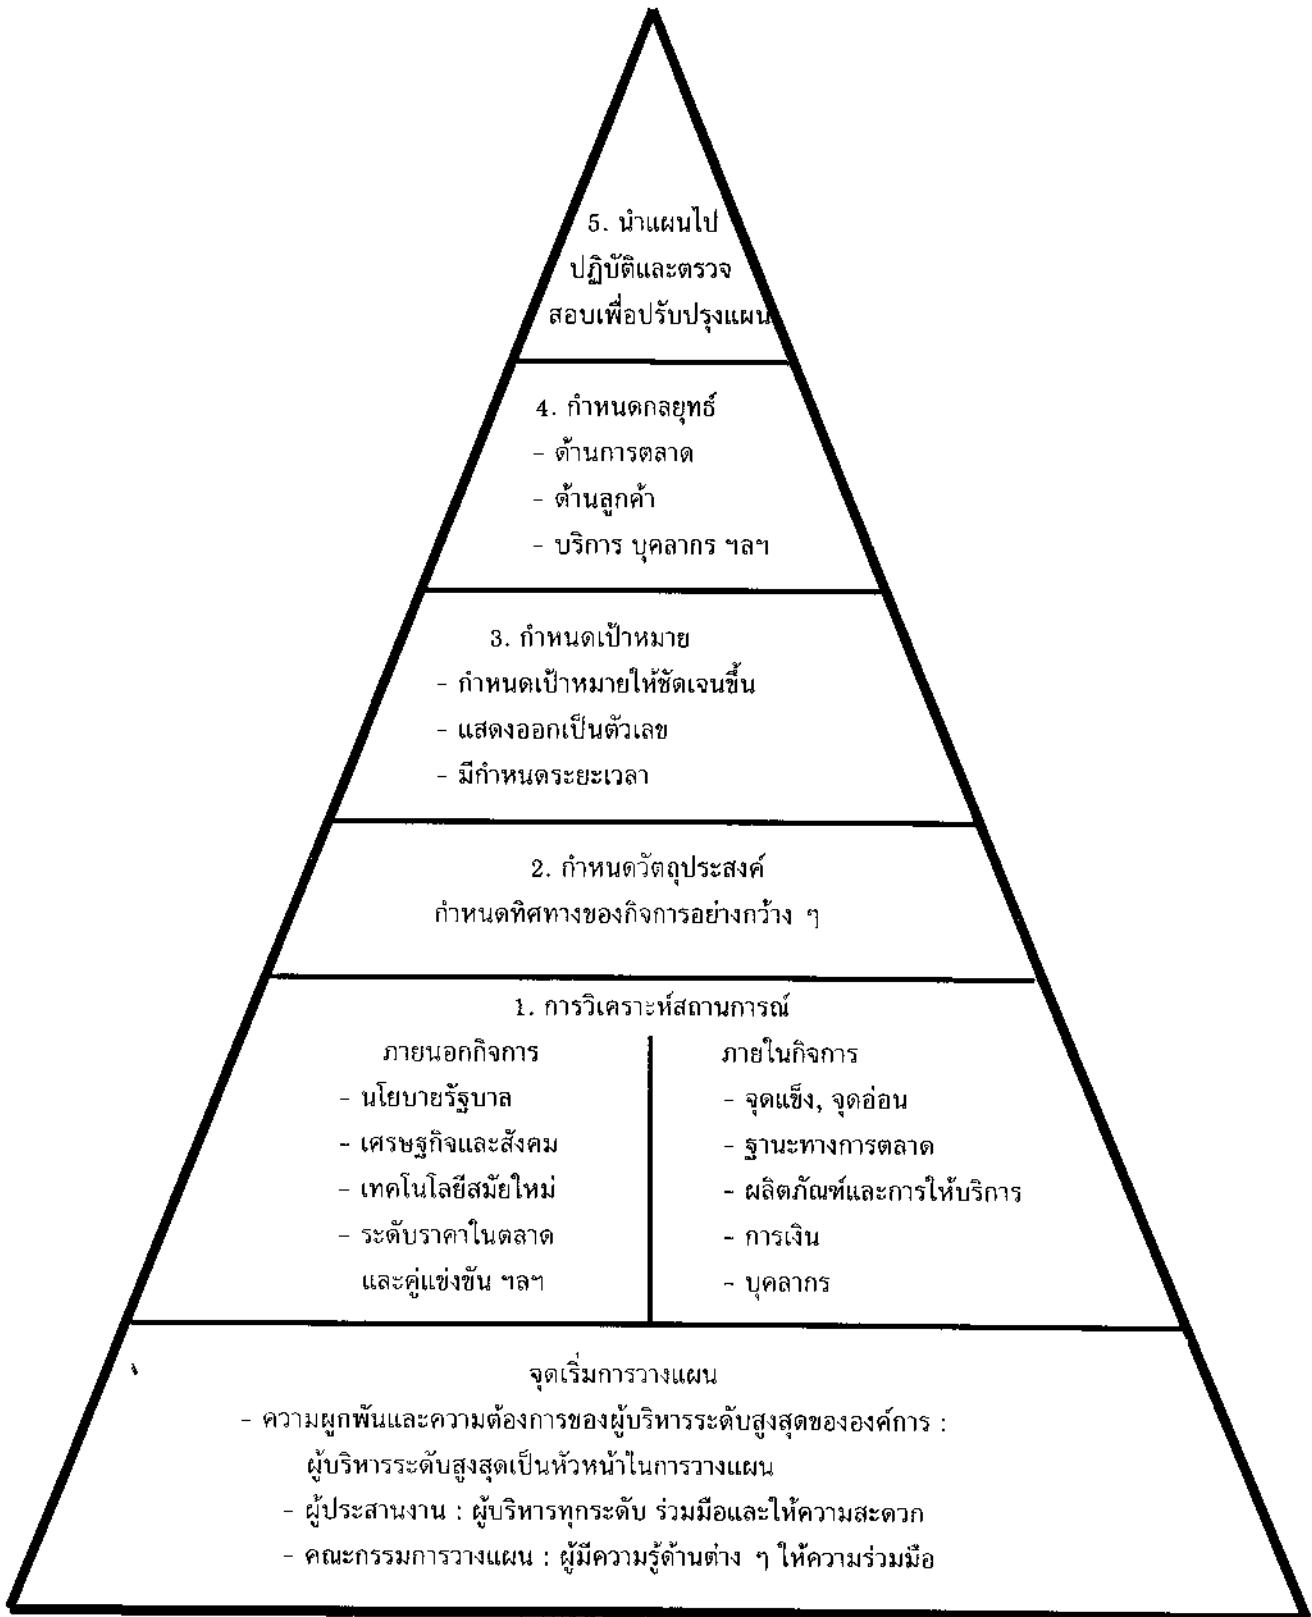 5. นำแผนไป
ปฏิบัติและตรวจ
สอบเพื่อปรับปรุงแผน
4. กำหนดกลยุทธ์
- ด้านการตลาด
- ด้านลูกค้า
- บริการ บุคลากร ฯลฯ
3. กำหนดเป้าหมาย
- กำหนดเป้าหมายให้ชัดเจนขึ้น
- แสดงออกเป็นตัวเลข
- มีกำหนดระยะเวลา
2. กำหนดวัตถุประสงค์
กำหนดทิศทางของกิจการอย่างกว้าง ๆ
1. การวิเคราะห์สถานการณ์
ภายนอกกิจการ
- นโยบายรัฐบาล
- เศรษฐกิจและสังคม
- เทคโนโลยีสมัยใหม่
- ระดับราคาในตลาด
และคู่แข่งขัน ฯลฯ
ภายในกิจการ
- จุดแข็ง, จุดอ่อน
- ฐานะทางการตลาด
- ผลิตภัณฑ์และการให้บริการ
- การเงิน
- บุคลากร
จุดเริ่มการวางแผน
- ความผูกพันและความต้องการของผู้บริหารระดับสูงสุดขององค์การ :
ผู้บริหารระดับสูงสุดเป็นหัวหน้าในการวางแผน
- ผู้ประสานงาน : ผู้บริหารทุกระดับ ร่วมมือและให้ความสะดวก
- คณะกรรมการวางแผน : ผู้มีความรู้ด้านต่าง ๆ ให้ความร่วมมือ